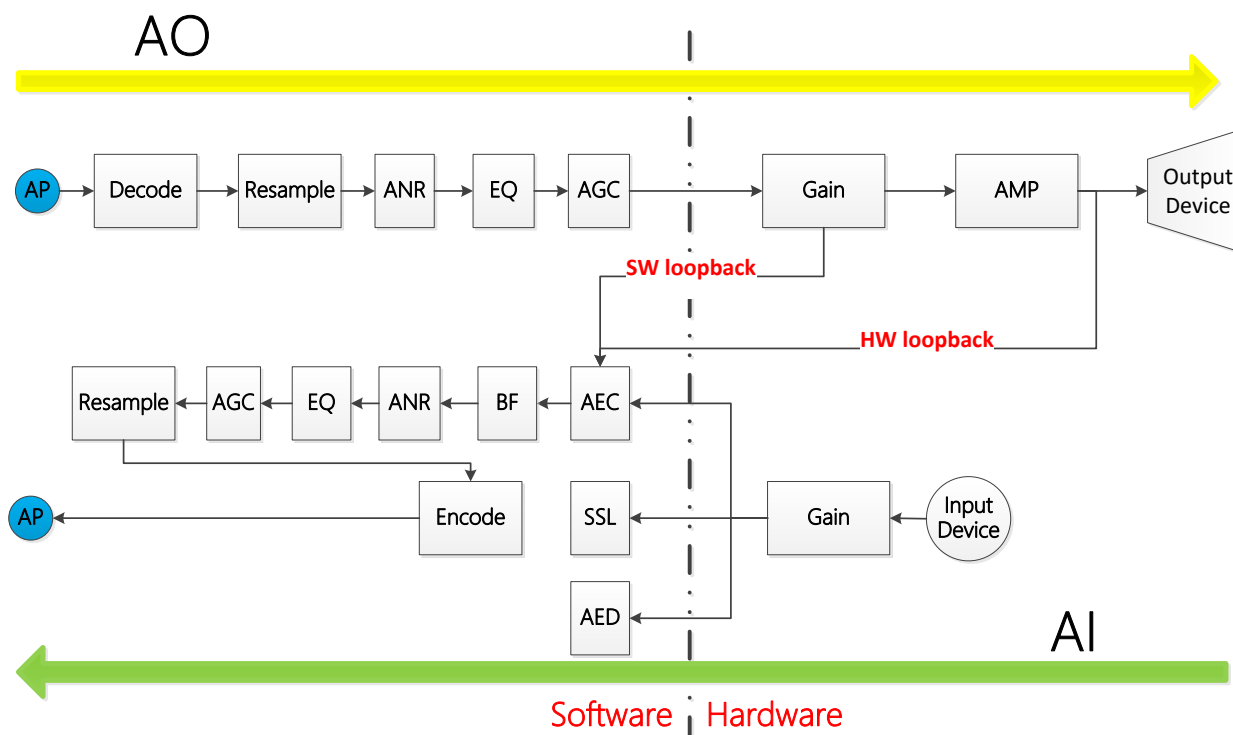 AO
AP
Decode
Resample
ANR
EQ
AGC
Gain
AMP
Output
Device
SW loopback
HW loopback
Resample
AGC
EQ
ANR
BF
AEC
AP
Encode
SSL
Gain
Input
Device
AED
AI
Software
Hardware